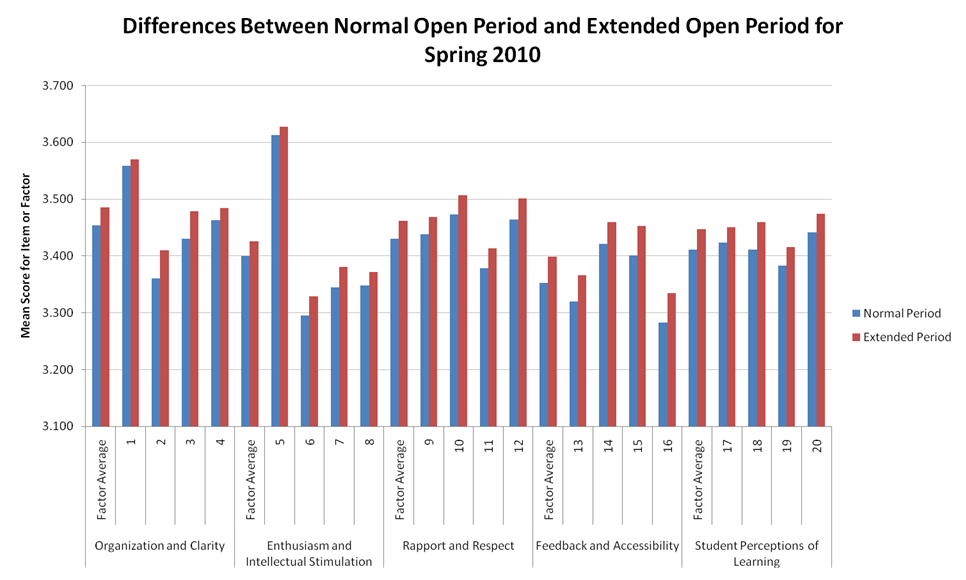 Differences Between Normal Open Period and Extended Open Period for
Spring 2010
Mean Score for Item or Factor
3.700
3.600
3.500
3.400
3.300
3.200
3.100
Factor Average
1
2
3
4
Factor Average
5
6
7
8
Factor Average
9
10
11
12
Factor Average
13
14
15
16
Factor Average
17
18
19
20
Organization and Clarity
Enthusiasm and
Intellectual Stimulation
Rapport and Respect
Feedback and Accessibility
Student Perceptions of
Learning
Normal Period
Extended Period